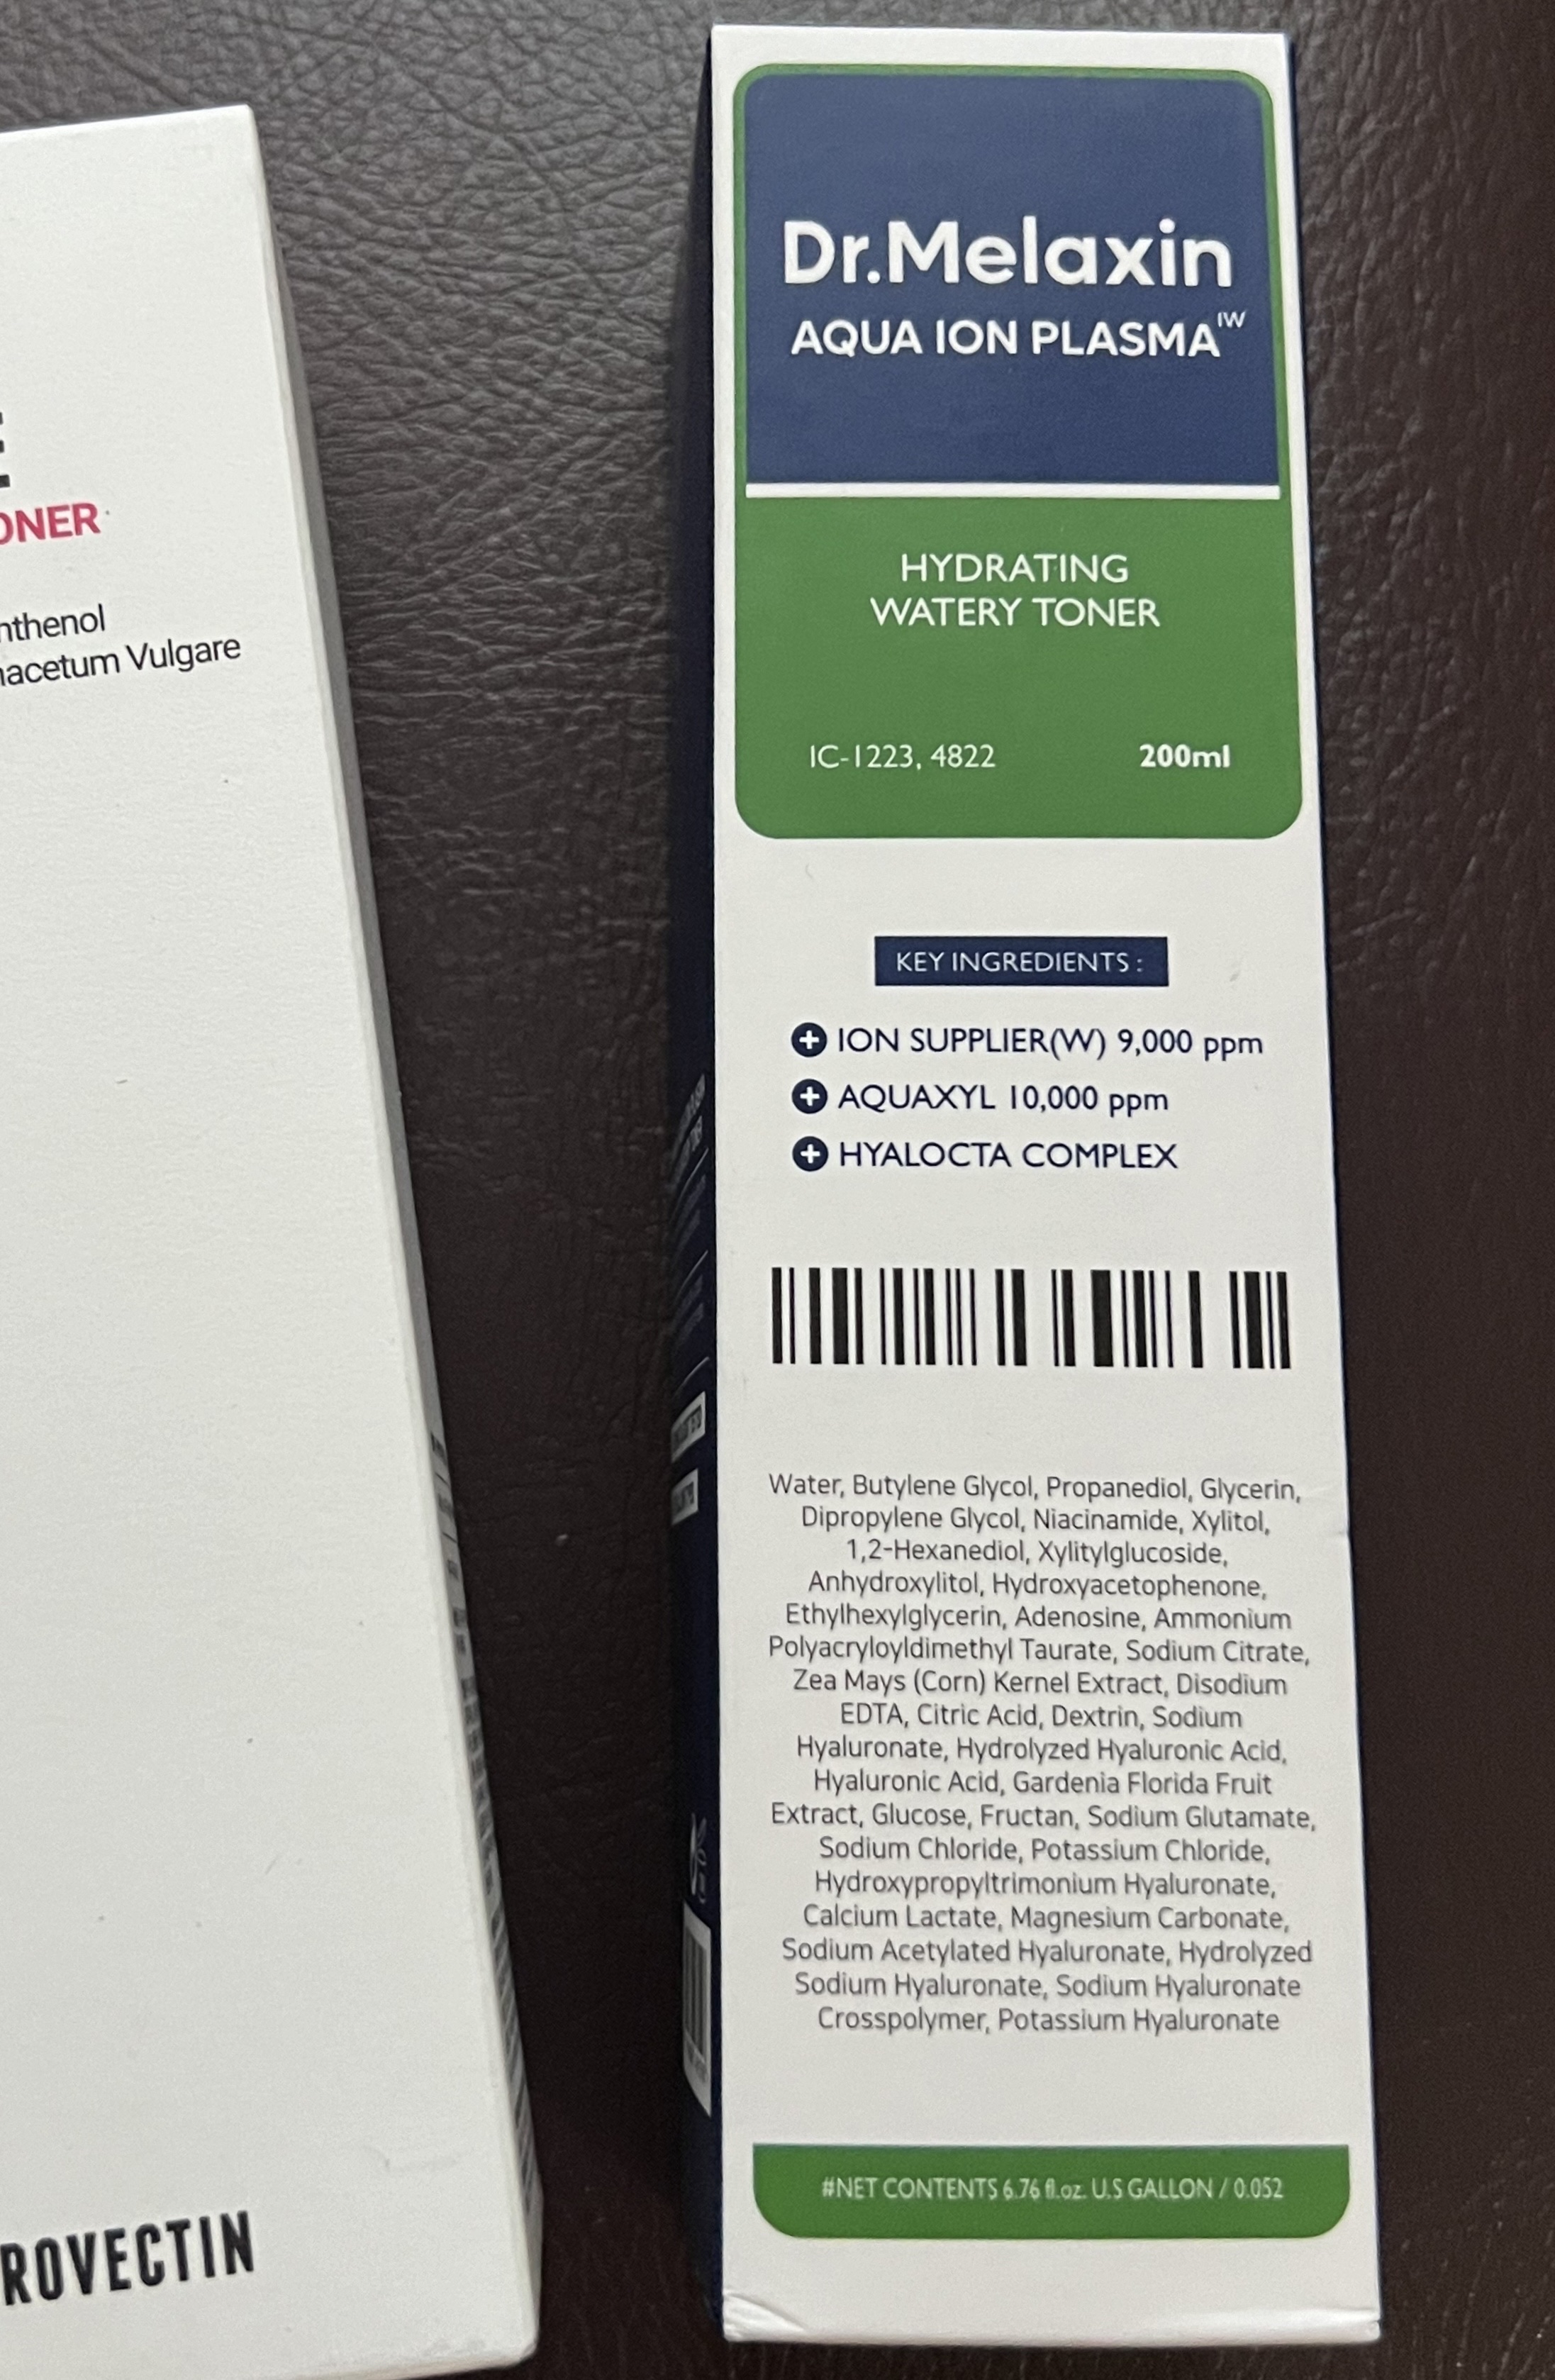 Vulgare
Dr.Melaxin
AQUA ION PLASMA IW
HYDRATING
WATERY TONER
IC-1223, 4822
200ml
KEY INGREDIENTS :
ION SUPPLIER(W) 9,000 ppm
AQUAXYL 10,000 ppm
HYALOCTA COMPLEX
Water, Butylene Glycol, Propanediol, Glycerin,
Dipropylene Glycol, Niacinamide, Xylitol,
1,2-Hexanediol, Xylitylglucoside,
Anhydroxylitol, Hydroxyacetophenone,
Ethylhexylglycerin, Adenosine, Ammonium
Polyacryloyldimethyl Taurate, Sodium Citrate,
Zea Mays (Corn) Kernel Extract, Disodium
EDTA, Citric Acid, Dextrin, Sodium
Hyaluronate, Hydrolyzed Hyaluronic Acid,
Hyaluronic Acid, Gardenia Florida Fruit
Extract, Glucose, Fructan, Sodium Glutamate,
Sodium Chloride, Potassium Chloride,
Hydroxypropyltrimonium Hyaluronate,
Calcium Lactate, Magnesium Carbonate,
Sodium Acetylated Hyaluronate, Hydrolyzed
Sodium Hyaluronate, Sodium Hyaluronate
Crosspolymer, Potassium Hyaluronate
#NET CONTENTS 6.76 fl.oz. U.S GALLON / 0.052